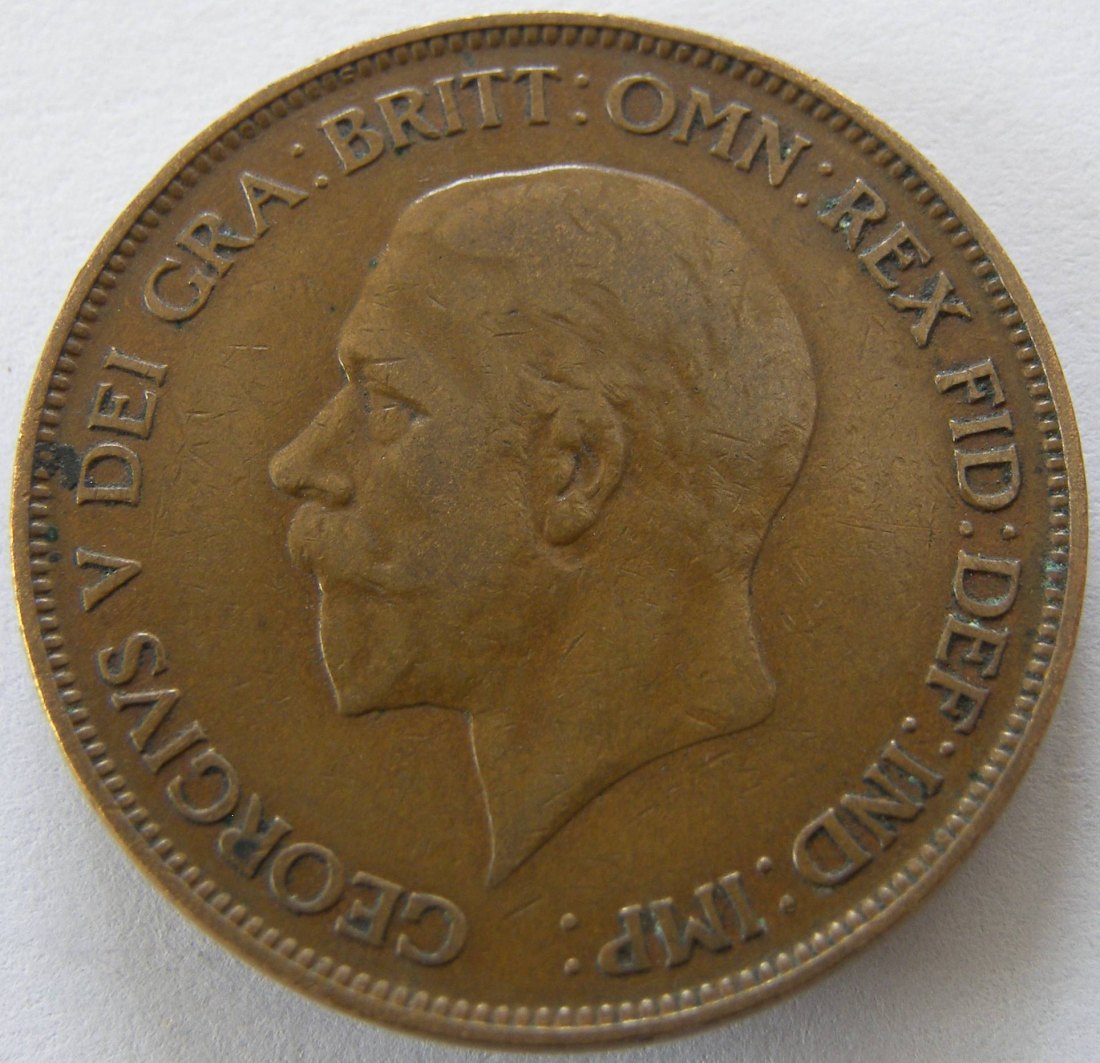 GEORGIVS V DEI GRA: BRITT: OMN: REX FID: DEF: IND: IMP: